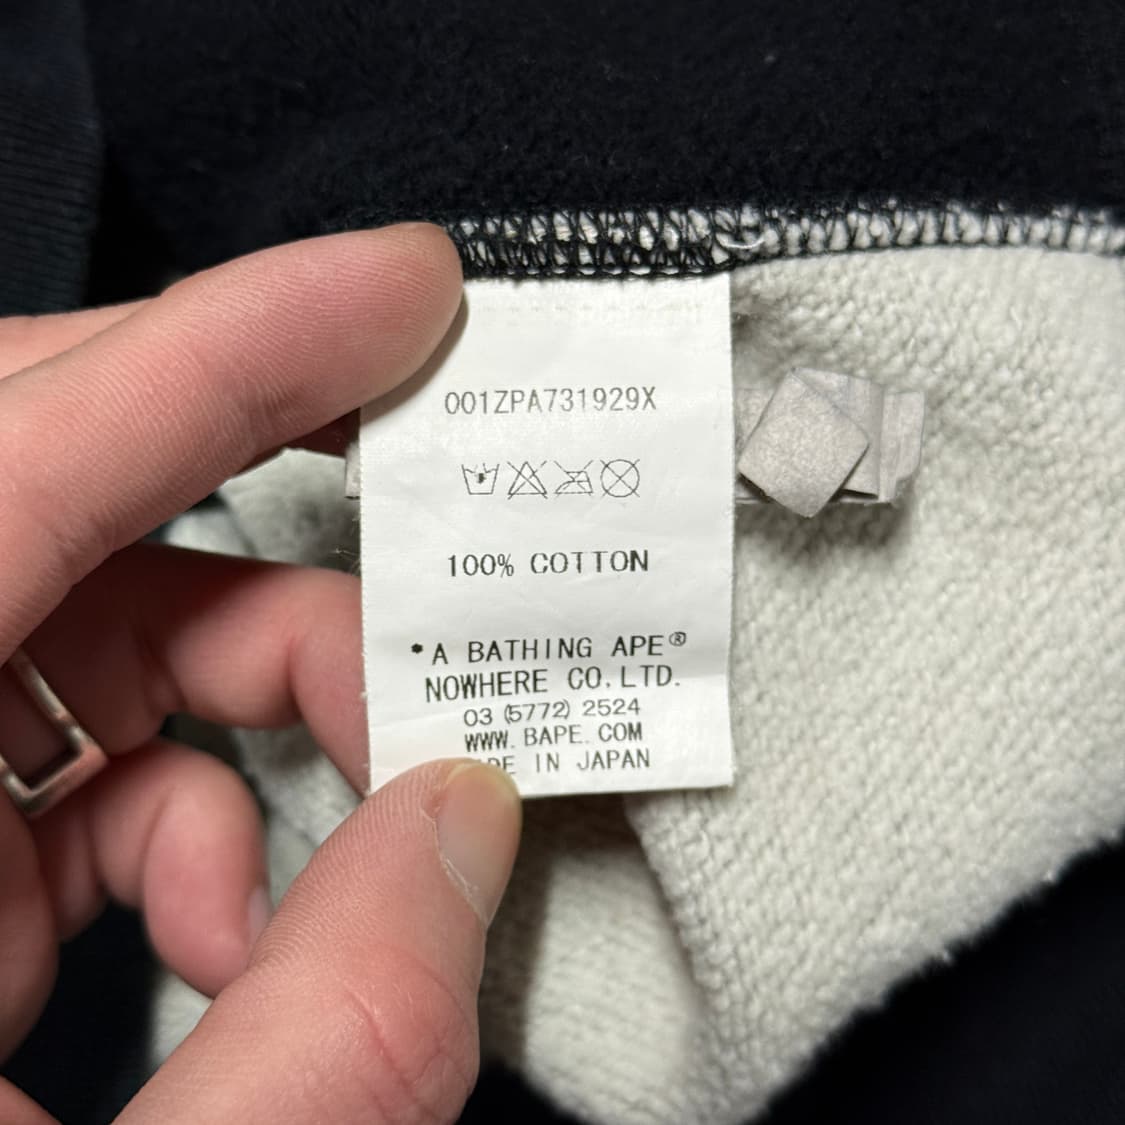 001ZPA731929X
100% COTTON
*A BATHING APE®
NOWHERE CO.,LTD.
03 (5772) 2524
WWW. BAPE. COM
IN JAPAN